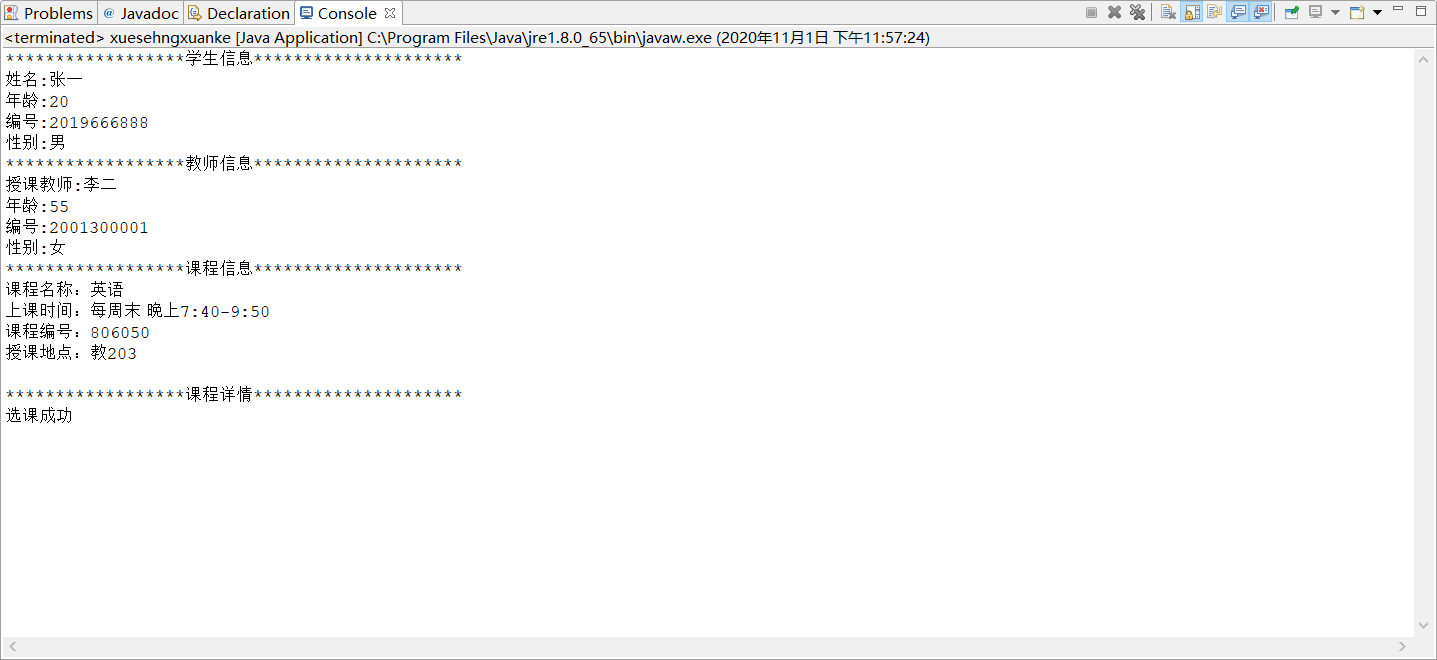 Problems @ Javadoc Declaration Console
<terminated> xuesehngxuanke [Java Application] C:\Program Files\Java\jre1.8.0_65\bin\javaw.exe (2020年11月1日 下午11:57:24)
******************学生信息*********************
姓名:张一
年龄:20
编号:2019666888
性别:男
******************教师信息*********************
授课教师:李二
年龄:55
编号:2001300001
性别:女
******************课程信息*********************
课程名称：英语
上课时间：每周末 晚上7:40-9:50
课程编号：806050
授课地点：教203
******************课程详情*********************
选课成功